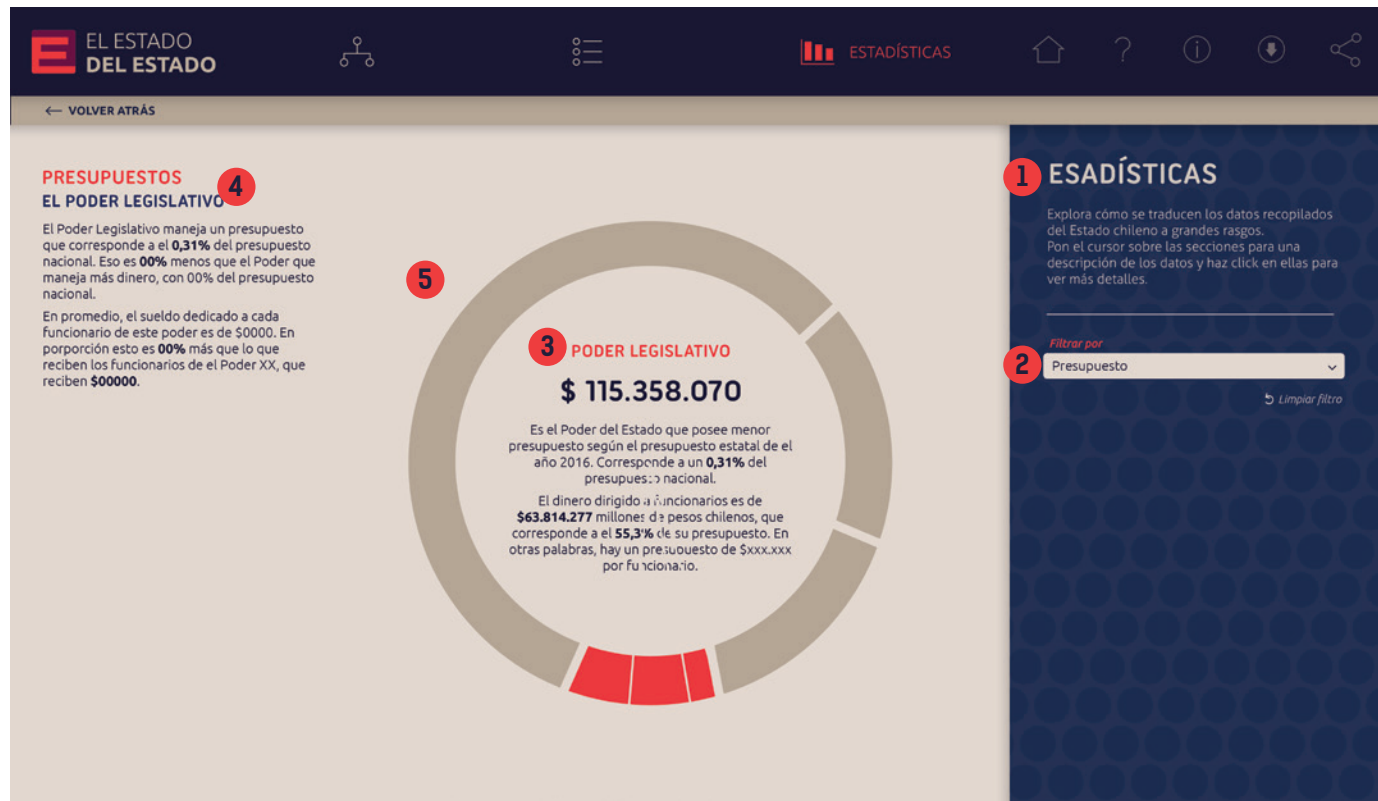 EL ESTADO
DEL ESTADO
ESTADÍSTICAS
VOLVER ATRÁS
PRESUPUESTOS
4
EL PODER LEGISLATIVO
El Poder Legislativo maneja un presupuesto
que corresponde a el 0,31% del presupuesto
nacional. Eso es 00% menos que el Poder que
maneja más dinero, con 00% del presupuesto
nacional.
En promedio, el sueldo dedicado a cada
funcionario de este poder es de $0000. En
porporción esto es 00% más que lo que
reciben los funcionarios de el Poder XX, que
reciben $00000.
5
3
PODER LEGISLATIVO
$ 115.358.070
Es el Poder del Estado que posee menor
presupuesto según el presupuesto estatal de el
año 2016. Corresponde a un 0,31% del
presupuesto nacional.
El dinero dirigido a funcionarios es de
$63.814.277 millones de pesos chilenos, que
corresponde a el 55,3% de su presupuesto. En
otras palabras, hay un presupuesto de $xxx.xxx
por funcionario.
1
ESADÍSTICAS
Explora cómo se traducen los datos recopilados
del Estado chileno a grandes rasgos.
Pon el cursor sobre las secciones para una
descripción de los datos y haz click en ellas para
ver más detalles.
Filtrar por
2
Presupuesto
Limpiar filtro